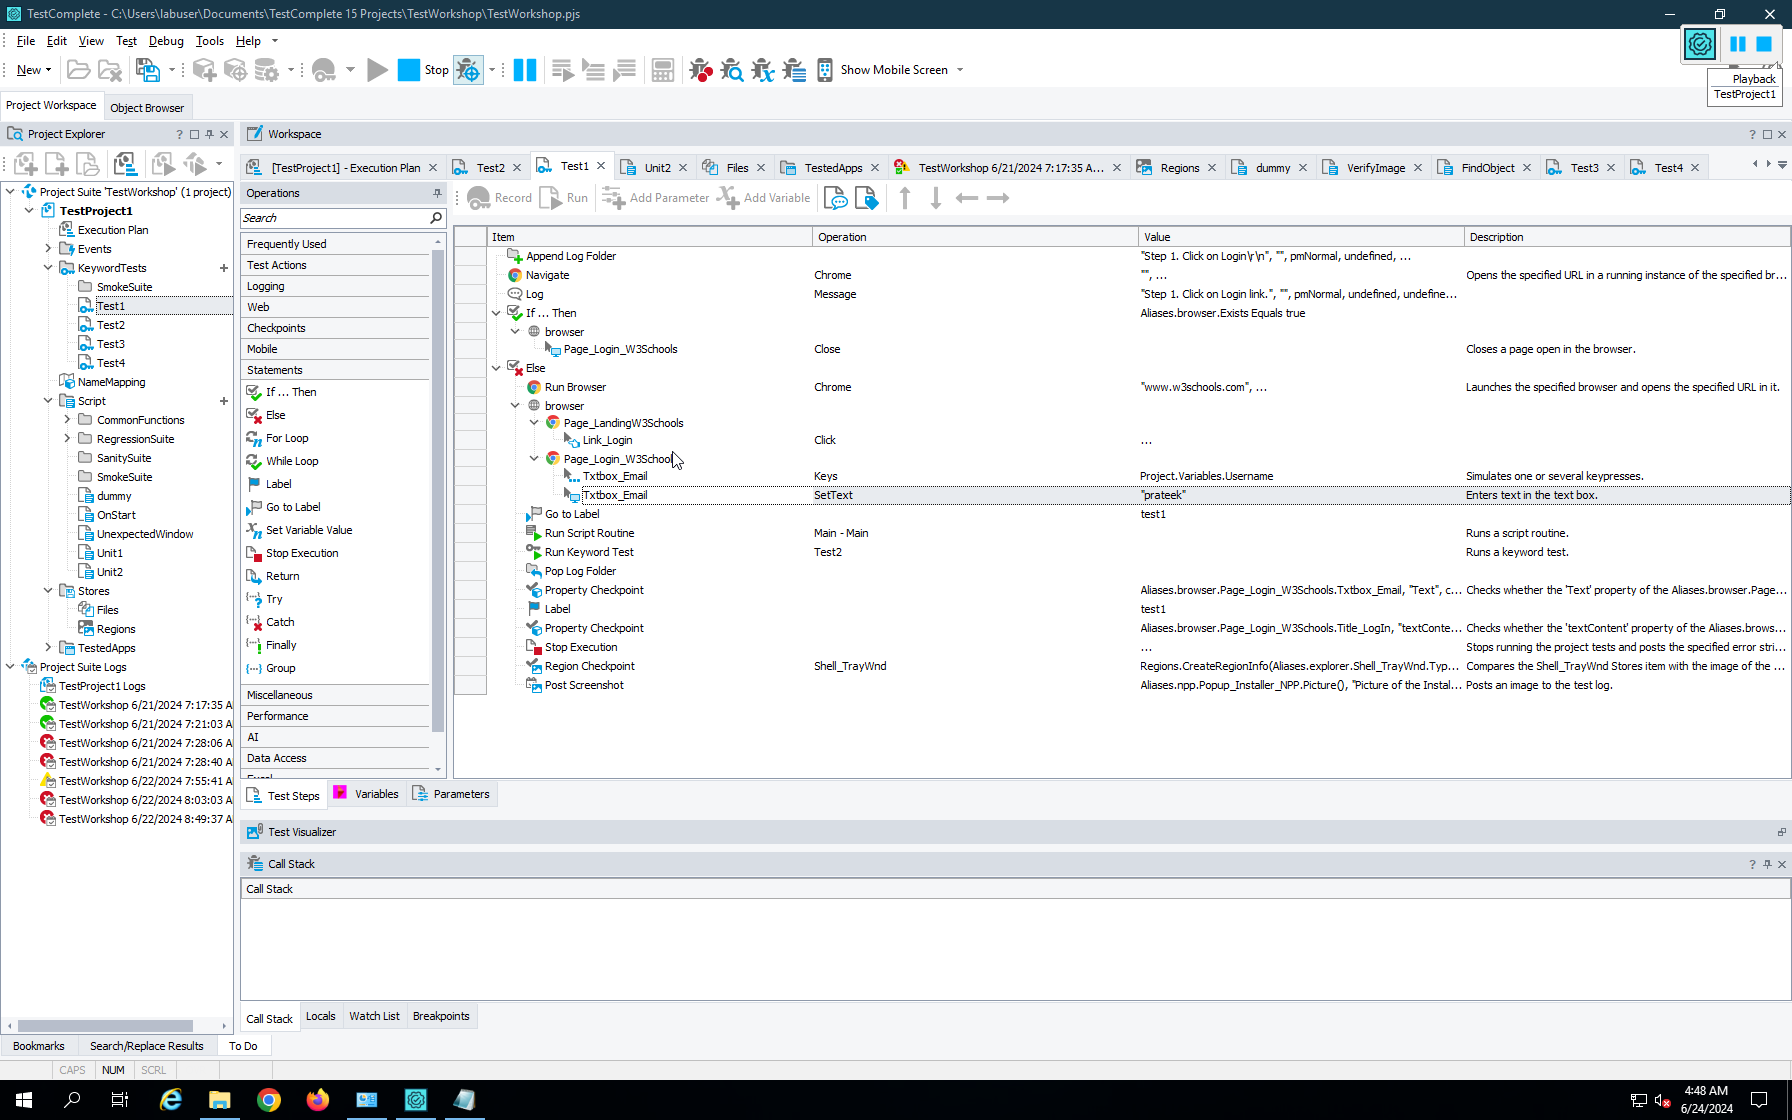 TestComplete - C:\Users\labuser\Documents\TestComplete 15 Projects\TestWorkshop\TestWorkshop.pjs
File Edit View Test Debug Tools Help
New Stop Show Mobile Screen
Playback
TestProject1
Project Workspace Object Browser
Project Explorer ?
Workspace ?
[TestProject1] - Execution Plan Test2 Test1 Unit2 Files TestedApps TestWorkshop 6/21/2024 7:17:35 A... Regions dummy VerifyImage FindObject Test3 Test4
Project Suite 'TestWorkshop' (1 project)
TestProject1
Execution Plan
Events
KeywordTests
SmokeSuite
Test1
Test2
Test3
Test4
NameMapping
Script
CommonFunctions
RegressionSuite
SanitySuite
SmokeSuite
dummy
OnStart
UnexpectedWindow
Unit1
Unit2
Stores
Files
Regions
TestedApps
Project Suite Logs
TestProject1 Logs
TestWorkshop 6/21/2024 7:17:35 A
TestWorkshop 6/21/2024 7:21:03 A
TestWorkshop 6/21/2024 7:28:06 A
TestWorkshop 6/21/2024 7:28:40 A
TestWorkshop 6/22/2024 7:55:41 A
TestWorkshop 6/22/2024 8:03:03 A
TestWorkshop 6/22/2024 8:49:37 A
Operations
Search
Frequently Used
Test Actions
Logging
Web
Checkpoints
Mobile
Statements
If ... Then
Else
For Loop
While Loop
Label
Go to Label
Set Variable Value
Stop Execution
Return
Try
Catch
Finally
Group
Miscellaneous
Performance
AI
Data Access
Record Run Add Parameter Add Variable
Item Operation Value Description
Append Log Folder "Step 1. Click on Login\r\n", "", pmNormal, undefined, ...
Navigate Chrome "", ... Opens the specified URL in a running instance of the specified br...
Log Message "Step 1. Click on Login link.", "", pmNormal, undefined, undefine...
If ... Then Aliases.browser.Exists Equals true
browser
Page_Login_W3Schools Close Closes a page open in the browser.
Else
Run Browser Chrome "www.w3schools.com", ... Launches the specified browser and opens the specified URL in it.
browser
Page_LandingW3Schools
Link_Login Click ...
Page_Login_W3Schools
Txtbox_Email Keys Project.Variables.Username Simulates one or several keypresses.
Txtbox_Email SetText "prateek" Enters text in the text box.
Go to Label test1
Run Script Routine Main - Main Runs a script routine.
Run Keyword Test Test2 Runs a keyword test.
Pop Log Folder
Property Checkpoint Aliases.browser.Page_Login_W3Schools.Txtbox_Email, "Text", c... Checks whether the 'Text' property of the Aliases.browser.Page...
Label test1
Property Checkpoint Aliases.browser.Page_Login_W3Schools.Title_LogIn, "textConte... Checks whether the 'textContent' property of the Aliases.brows...
Stop Execution ... Stops running the project tests and posts the specified error stri...
Region Checkpoint Shell_TrayWnd Regions.CreateRegionInfo(Aliases.explorer.Shell_TrayWnd.Typ... Compares the Shell_TrayWnd Stores item with the image of the ...
Post Screenshot Aliases.npp.Popup_Installer_NPP.Picture(), "Picture of the Instal... Posts an image to the test log.
Test Steps Variables Parameters
Test Visualizer
Call Stack ?
Call Stack
Call Stack Locals Watch List Breakpoints
Bookmarks Search/Replace Results To Do
CAPS NUM SCRL
4:48 AM
6/24/2024